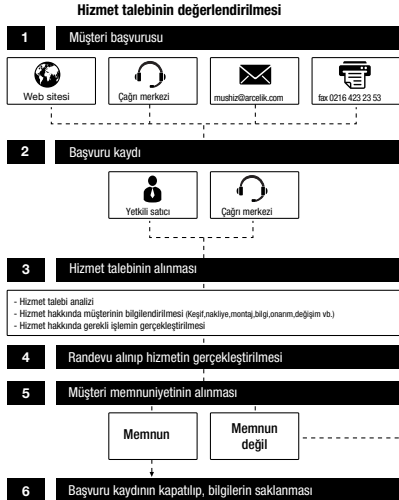 Hizmet talebinin değerlendirilmesi
1 Müşteri başvurusu
Web sitesi
Çağrı merkezi
mushiz@arcelik.com
fax 0216 423 23 53
2 Başvuru kaydı
Yetkili satıcı
Çağrı merkezi
3 Hizmet talebinin alınması
- Hizmet talebi analizi
- Hizmet hakkında müşterinin bilgilendirilmesi (Keşif,nakliye,montaj,bilgi,onarım,değişim vb.)
- Hizmet hakkında gerekli işlemin gerçekleştirilmesi
4 Randevu alınıp hizmetin gerçekleştirilmesi
5 Müşteri memnuniyetinin alınması
Memnun
Memnun
değil
6 Başvuru kaydının kapatılıp, bilgilerin saklanması